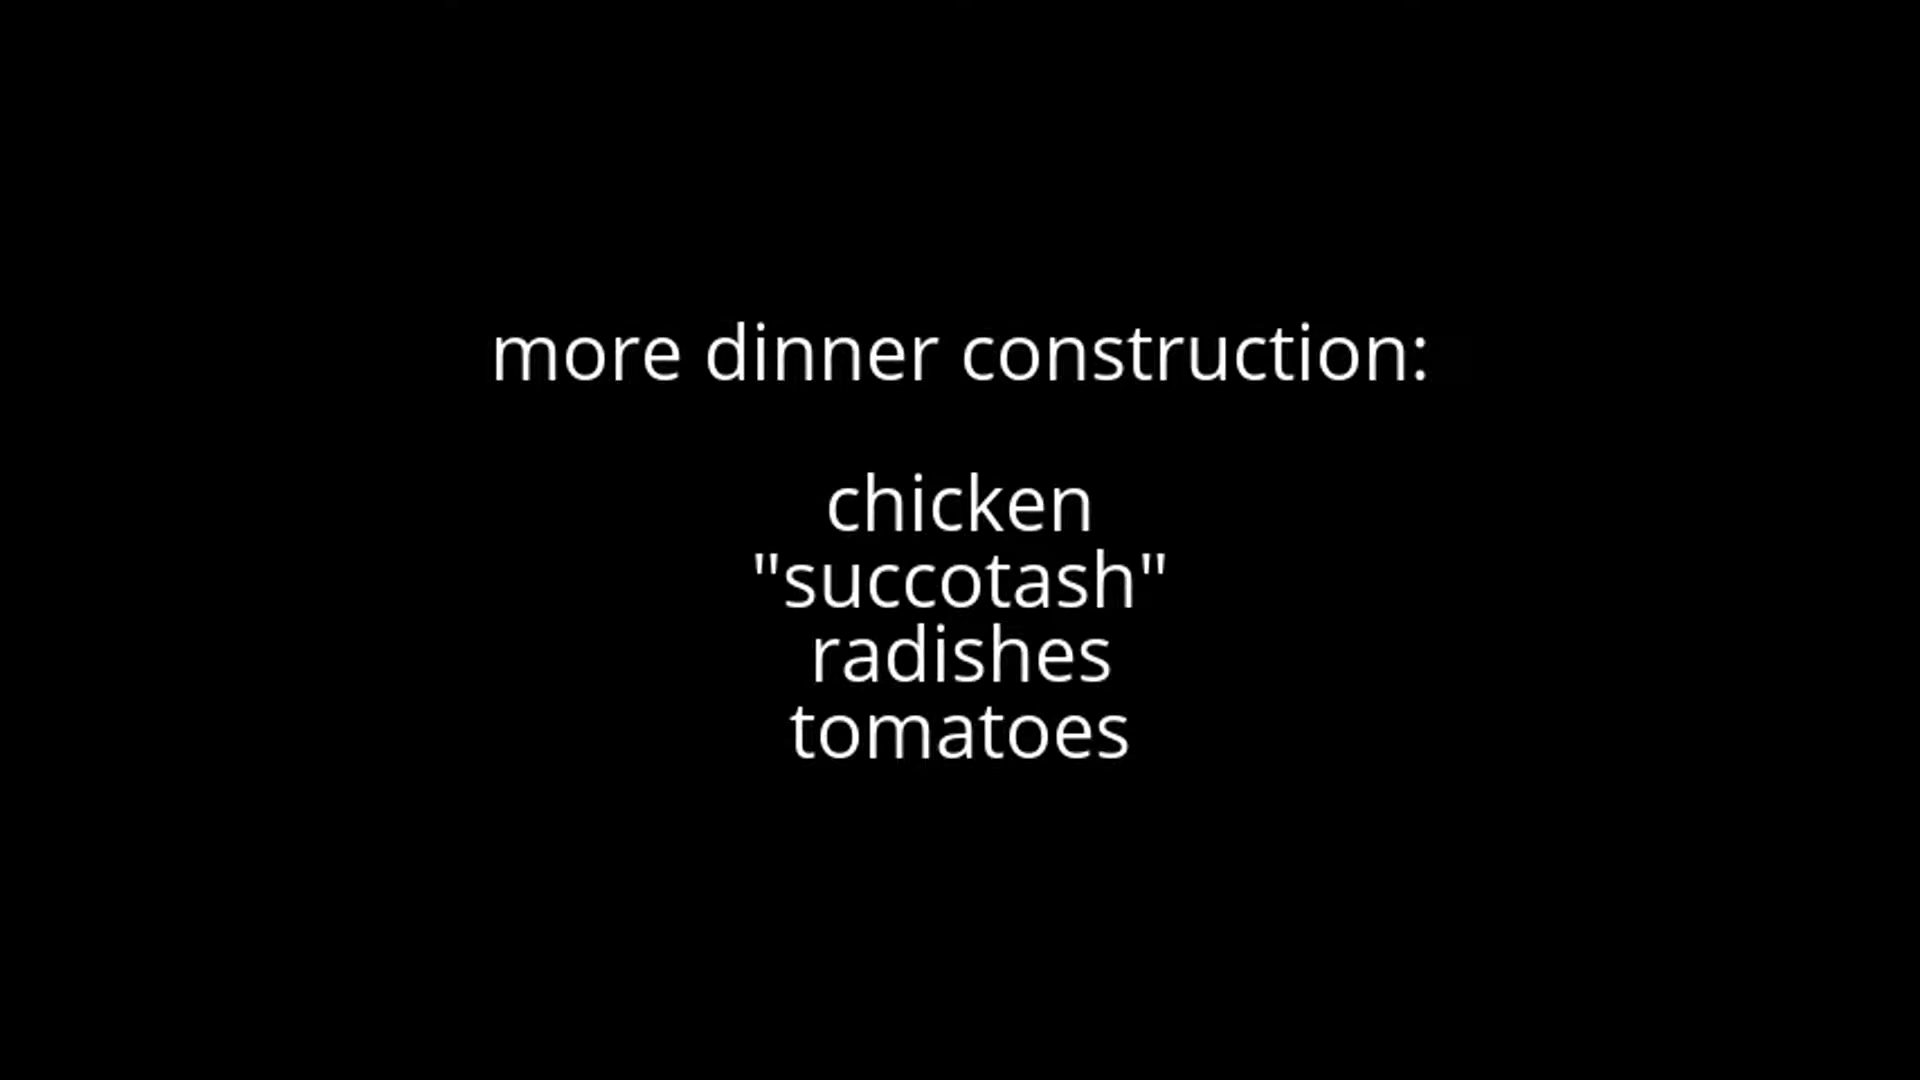 more dinner construction:
chicken
"succotash"
radishes
tomatoes